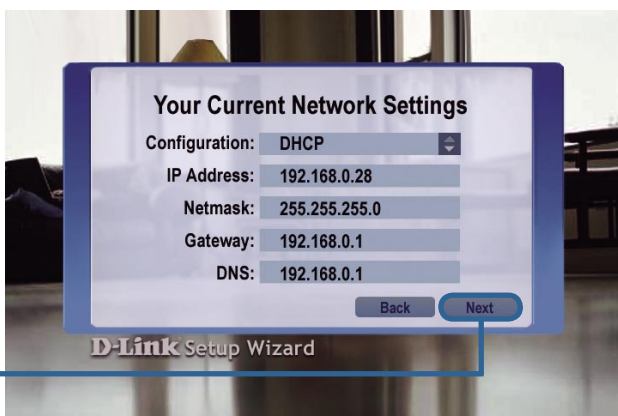 Your Current Network Settings
Configuration: DHCP
IP Address: 192.168.0.28
Netmask: 255.255.255.0
Gateway: 192.168.0.1
DNS: 192.168.0.1
Back Next
D-Link Setup Wizard